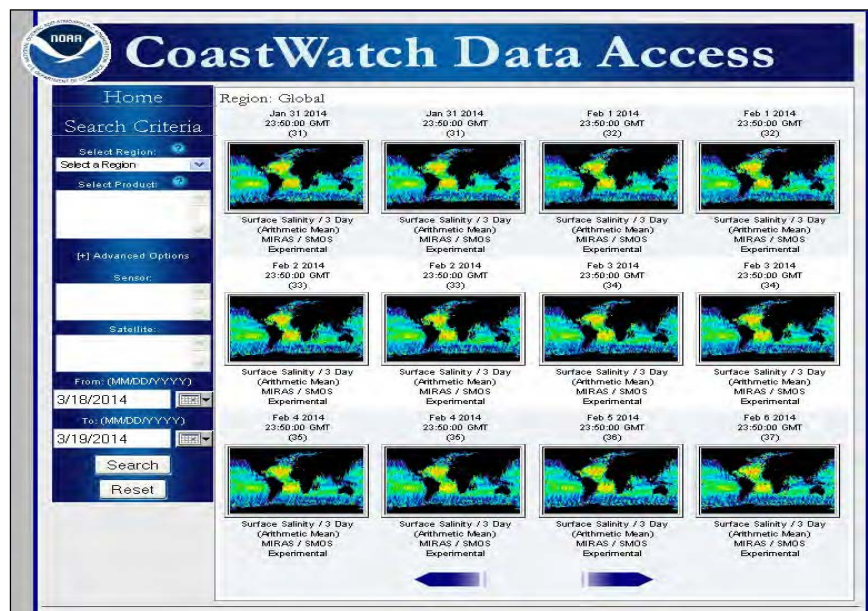 NOAA
CoastWatch Data Access
Home
Search Criteria
Select Region: ?
Select a Region
Select Product: ?
[+] Advanced Options
Sensor:
Satellite:
From: (MM/DD/YYYY)
3/18/2014
To: (MM/DD/YYYY)
3/19/2014
Search
Reset
Region: Global
Jan 31 2014 Jan 31 2014 Feb 1 2014 Feb 1 2014
23:50:00 GMT 23:50:00 GMT 23:50:00 GMT 23:50:00 GMT
(31) (31) (32) (32)
Surface Salinity / 3 Day Surface Salinity / 3 Day Surface Salinity / 3 Day Surface Salinity / 3 Day
(Arithmetic Mean) (Arithmetic Mean) (Arithmetic Mean) (Arithmetic Mean)
MIRAS / SMOS MIRAS / SMOS MIRAS / SMOS MIRAS / SMOS
Experimental Experimental Experimental Experimental
Feb 2 2014 Feb 2 2014 Feb 3 2014 Feb 3 2014
23:50:00 GMT 23:50:00 GMT 23:50:00 GMT 23:50:00 GMT
(33) (33) (34) (34)
Surface Salinity / 3 Day Surface Salinity / 3 Day Surface Salinity / 3 Day Surface Salinity / 3 Day
(Arithmetic Mean) (Arithmetic Mean) (Arithmetic Mean) (Arithmetic Mean)
MIRAS / SMOS MIRAS / SMOS MIRAS / SMOS MIRAS / SMOS
Experimental Experimental Experimental Experimental
Feb 4 2014 Feb 4 2014 Feb 5 2014 Feb 6 2014
23:50:00 GMT 23:50:00 GMT 23:50:00 GMT 23:50:00 GMT
(35) (35) (36) (37)
Surface Salinity / 3 Day Surface Salinity / 3 Day Surface Salinity / 3 Day Surface Salinity / 3 Day
(Arithmetic Mean) (Arithmetic Mean) (Arithmetic Mean) (Arithmetic Mean)
MIRAS / SMOS MIRAS / SMOS MIRAS / SMOS MIRAS / SMOS
Experimental Experimental Experimental Experimental